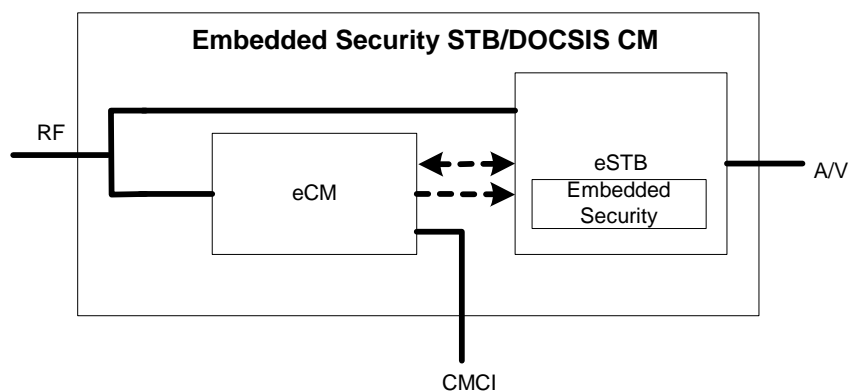 Embedded Security STB/DOCSIS CM
RF
eCM
eSTB
Embedded
Security
A/V
CMCI